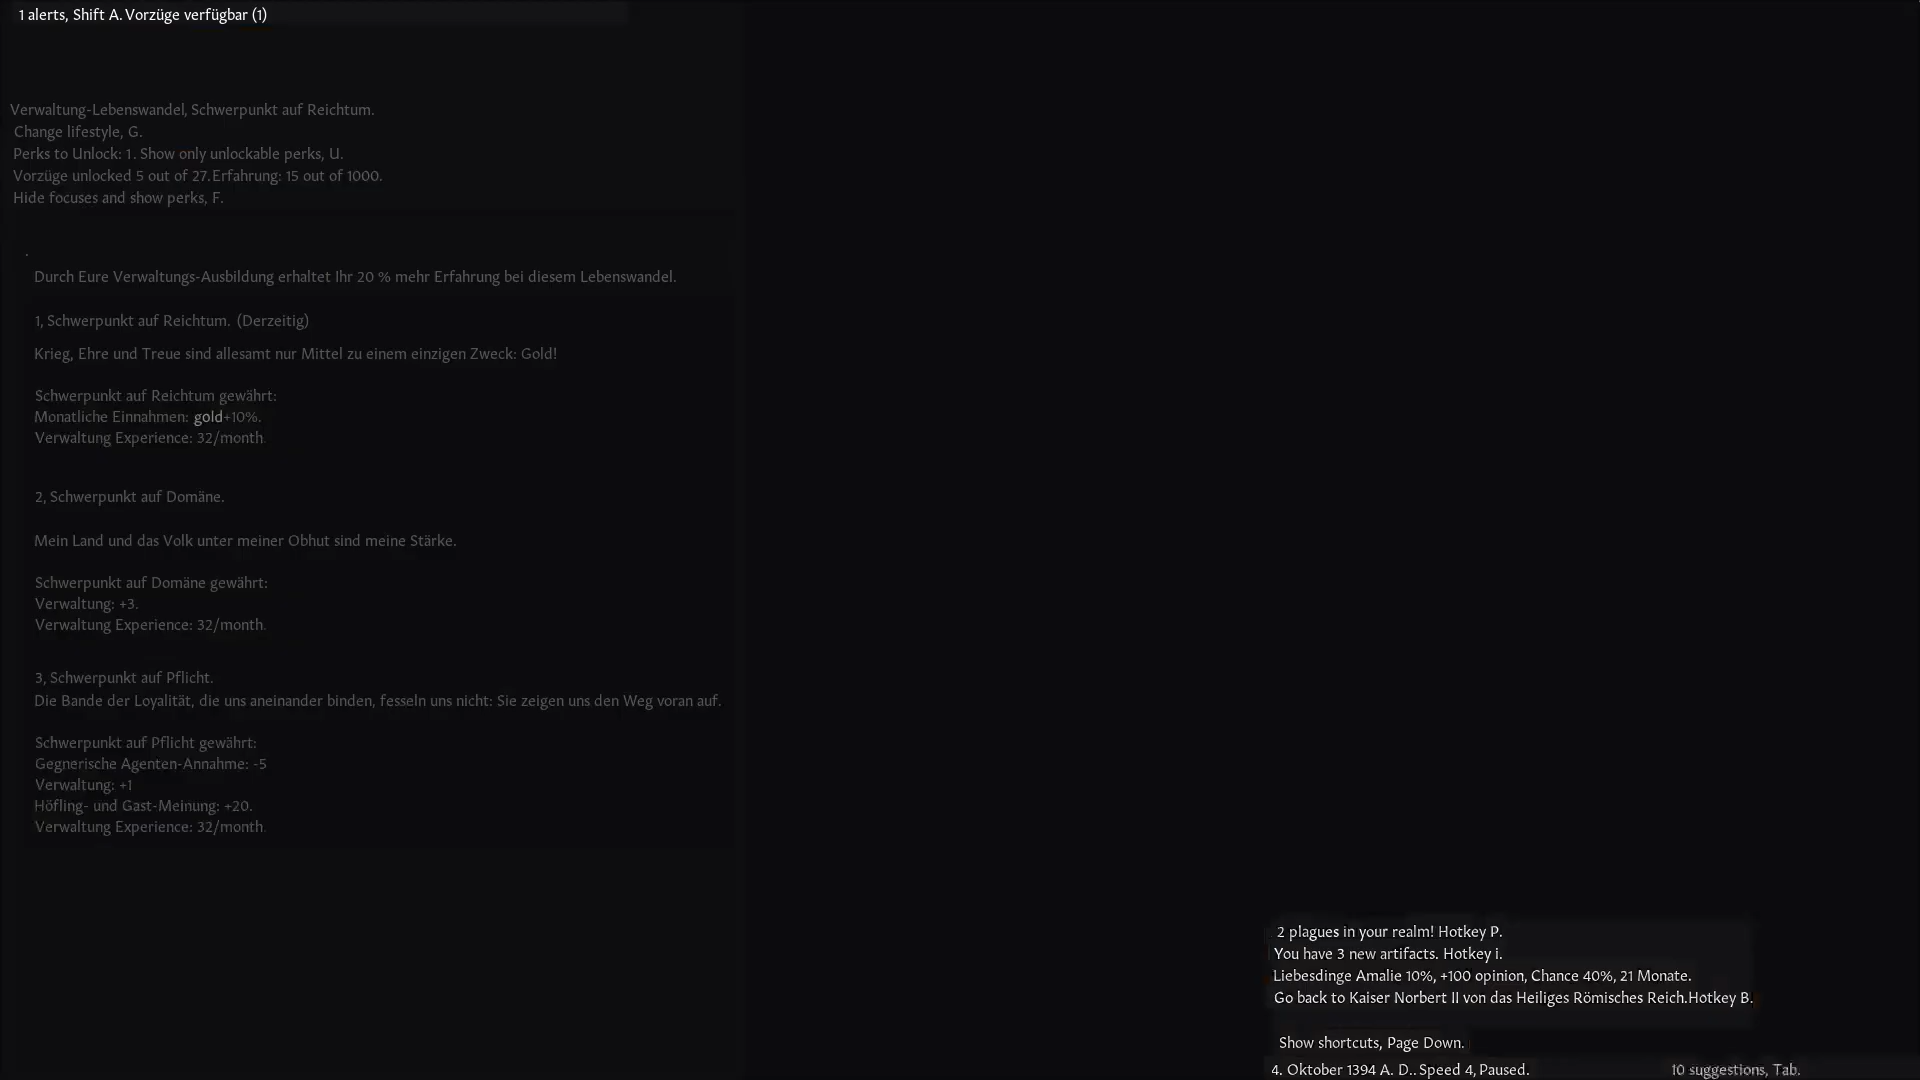 1 alerts, Shift A. Vorzüge verfügbar (1)
Verwaltung-Lebenswandel, Schwerpunkt auf Reichtum.
Change lifestyle, G.
Perks to Unlock: 1. Show only unlockable perks, U.
Vorzüge unlocked 5 out of 27. Erfahrung: 15 out of 1000.
Hide focuses and show perks, F.
.
Durch Eure Verwaltungs-Ausbildung erhaltet Ihr 20 % mehr Erfahrung bei diesem Lebenswandel.
1, Schwerpunkt auf Reichtum. (Derzeitig)
Krieg, Ehre und Treue sind allesamt nur Mittel zu einem einzigen Zweck: Gold!
Schwerpunkt auf Reichtum gewährt:
Monatliche Einnahmen: gold+10%.
Verwaltung Experience: 32/month.
2, Schwerpunkt auf Domäne.
Mein Land und das Volk unter meiner Obhut sind meine Stärke.
Schwerpunkt auf Domäne gewährt:
Verwaltung: +3.
Verwaltung Experience: 32/month.
3, Schwerpunkt auf Pflicht.
Die Bande der Loyalität, die uns aneinander binden, fesseln uns nicht: Sie zeigen uns den Weg voran auf.
Schwerpunkt auf Pflicht gewährt:
Gegnerische Agenten-Annahme: -5
Verwaltung: +1
Höfling- und Gast-Meinung: +20.
Verwaltung Experience: 32/month.
2 plagues in your realm! Hotkey P.
You have 3 new artifacts. Hotkey i.
Liebesdinge Amalie 10%, +100 opinion, Chance 40%, 21 Monate.
Go back to Kaiser Norbert II von das Heiliges Römisches Reich.Hotkey B.
Show shortcuts, Page Down.
4. Oktober 1394 A. D.. Speed 4, Paused.
10 suggestions, Tab.